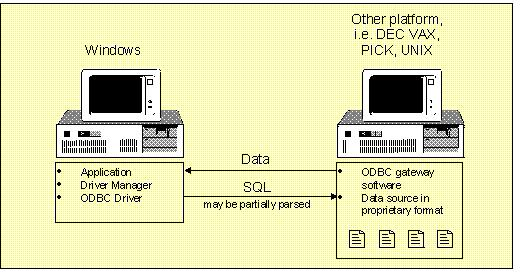 Windows
Other platform,
i.e. DEC VAX,
PICK, UNIX
Data
SQL
may be partially parsed
• Application
• Driver Manager
• ODBC Driver
• ODBC gateway
software
• Data source in
proprietary format